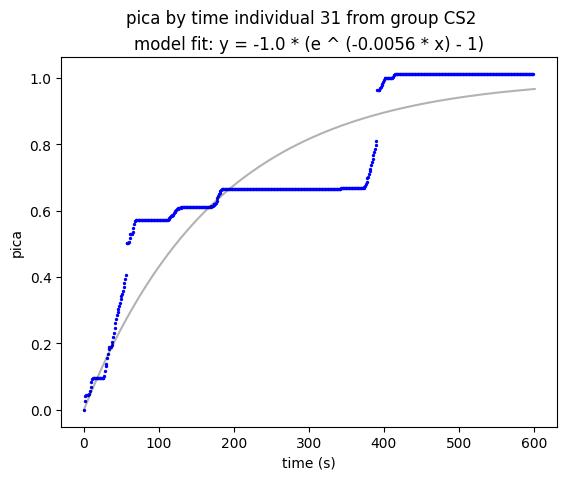 pica by time individual 31 from group CS2
model fit: y = -1.0 * (e ^ (-0.0056 * x) - 1)
1.0
0.8
0.6
0.4
0.2
0.0
pica
0 100 200 300 400 500 600
time (s)